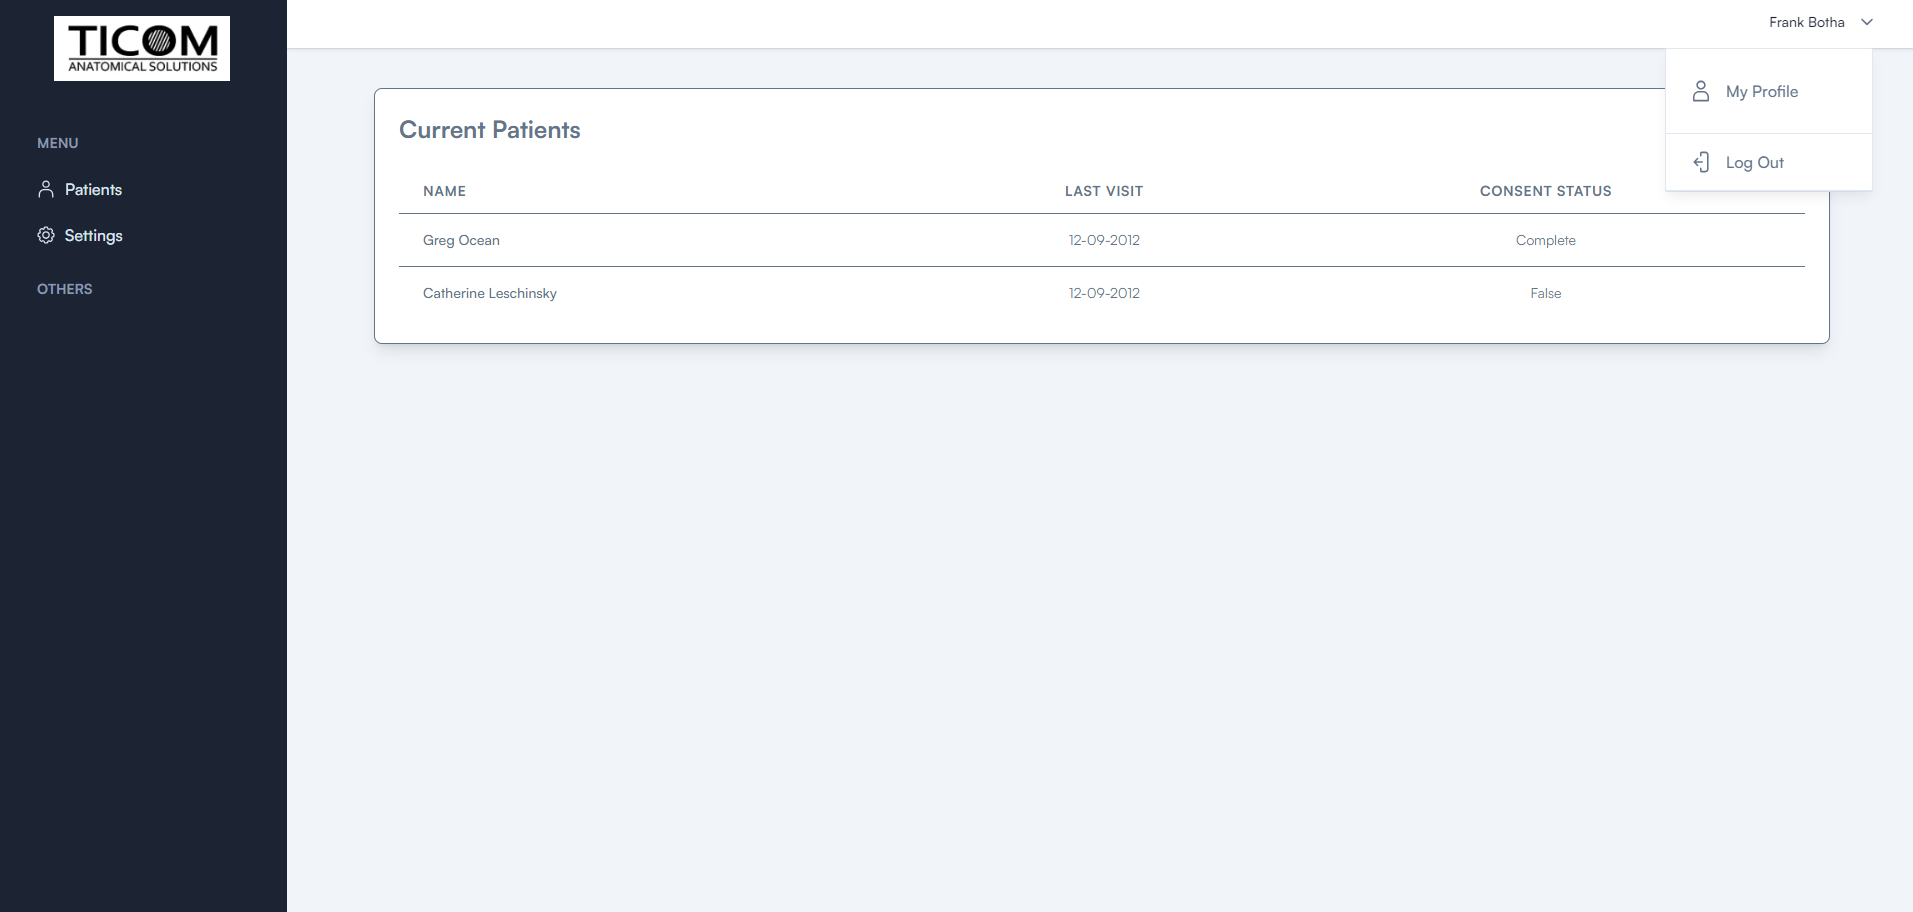 TICOM
ANATOMICAL SOLUTIONS
Frank Botha
My Profile
Log Out
MENU
Patients
Settings
OTHERS
Current Patients
NAME LAST VISIT CONSENT STATUS
Greg Ocean 12-09-2012 Complete
Catherine Leschinsky 12-09-2012 False